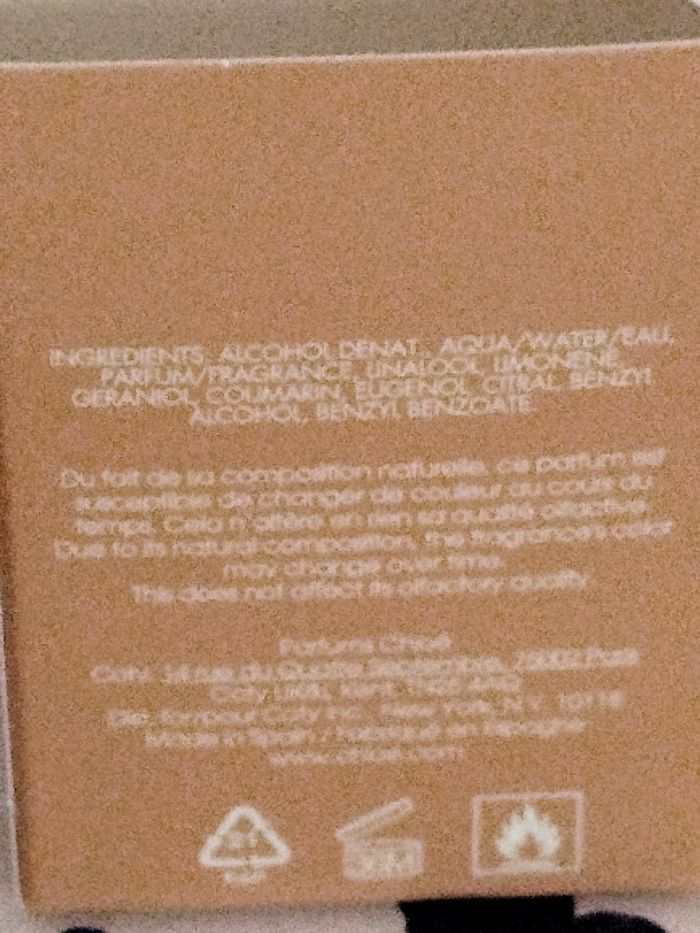 INGREDIENTS: ALCOHOL DENAT., AQUA/WATER/EAU,
PARFUM/FRAGRANCE, LINALOOL, LIMONENE,
GERANIOL, COUMARIN, EUGENOL, CITRAL, BENZYL
ALCOHOL, BENZYL BENZOATE
Du fait de sa composition naturelle, ce parfum est
susceptible de changer de couleur au cours du
temps. Cela n'altère en rien sa qualité olfactive.
Due to its natural composition, the fragrance's color
may change over time.
This does not affect its olfactory quality.
Parfums Chloé
Coty, 14 rue du Quatre Septembre, 75002 Paris
Coty
Coty Inc., New York, N.Y. 10118
Made in Spain /